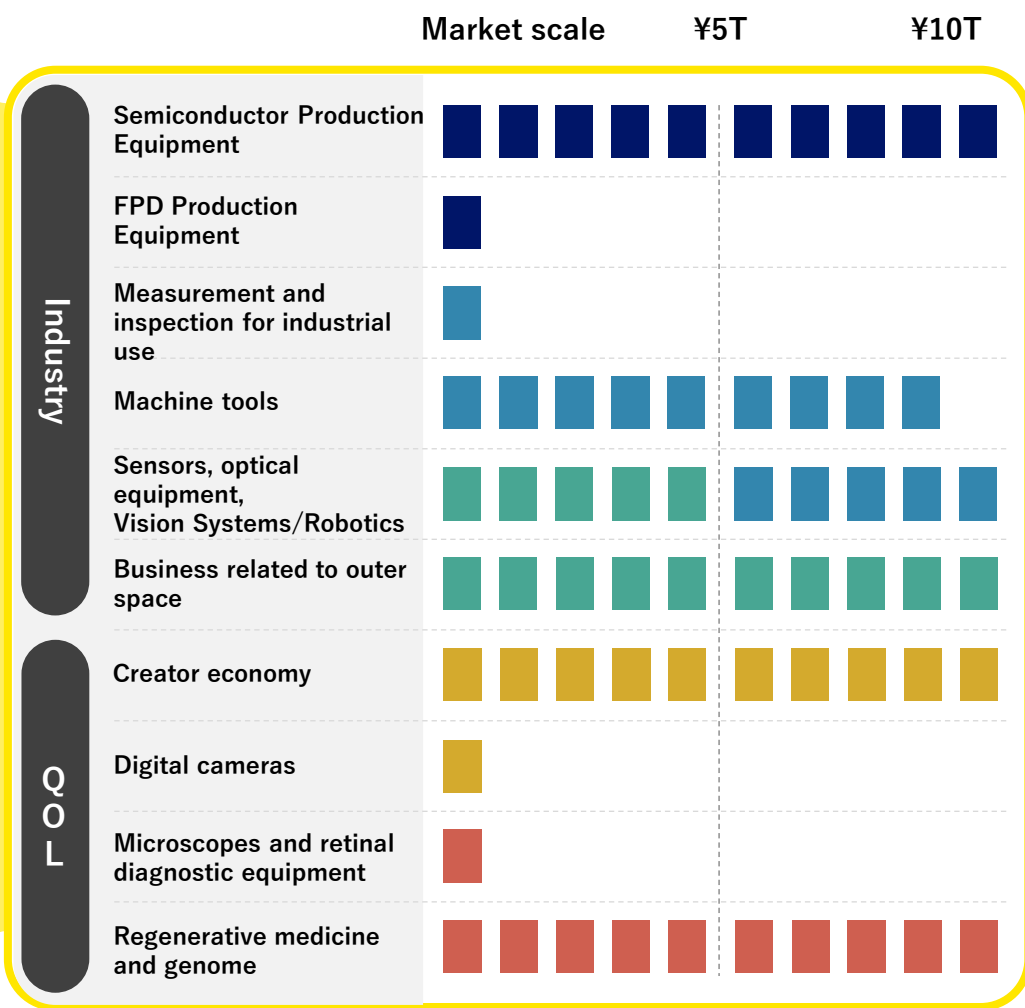 Market scale ¥5T ¥10T
Industry
Semiconductor Production
Equipment
FPD Production
Equipment
Measurement and
inspection for industrial
use
Machine tools
Sensors, optical
equipment,
Vision Systems/Robotics
Business related to outer
space
QOL
Creator economy
Digital cameras
Microscopes and retinal
diagnostic equipment
Regenerative medicine
and genome